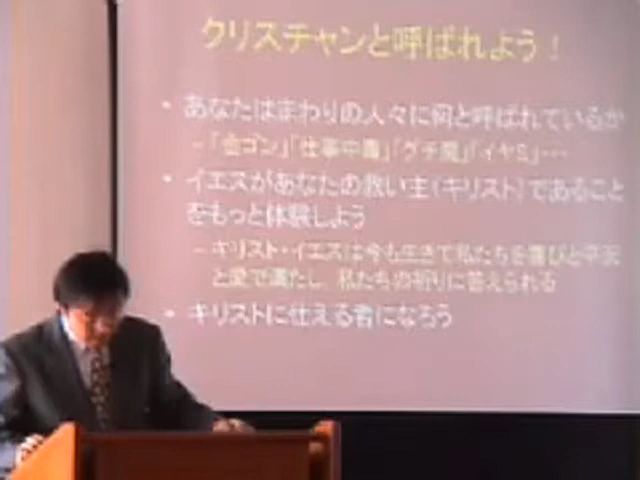 クリスチャンと呼ばれよう！
• あなたはまわりの人々に何と呼ばれているか
–「金ゴン」「仕事中毒」「グチ魔」「イヤミ」・・・
• イエスがあなたの救い主（キリスト）であること
をもっと体験しよう
– キリスト・イエスは今も生きて私たちを喜びと平安
と愛で満たし、私たちの祈りに答えられる
• キリストに仕える者になろう